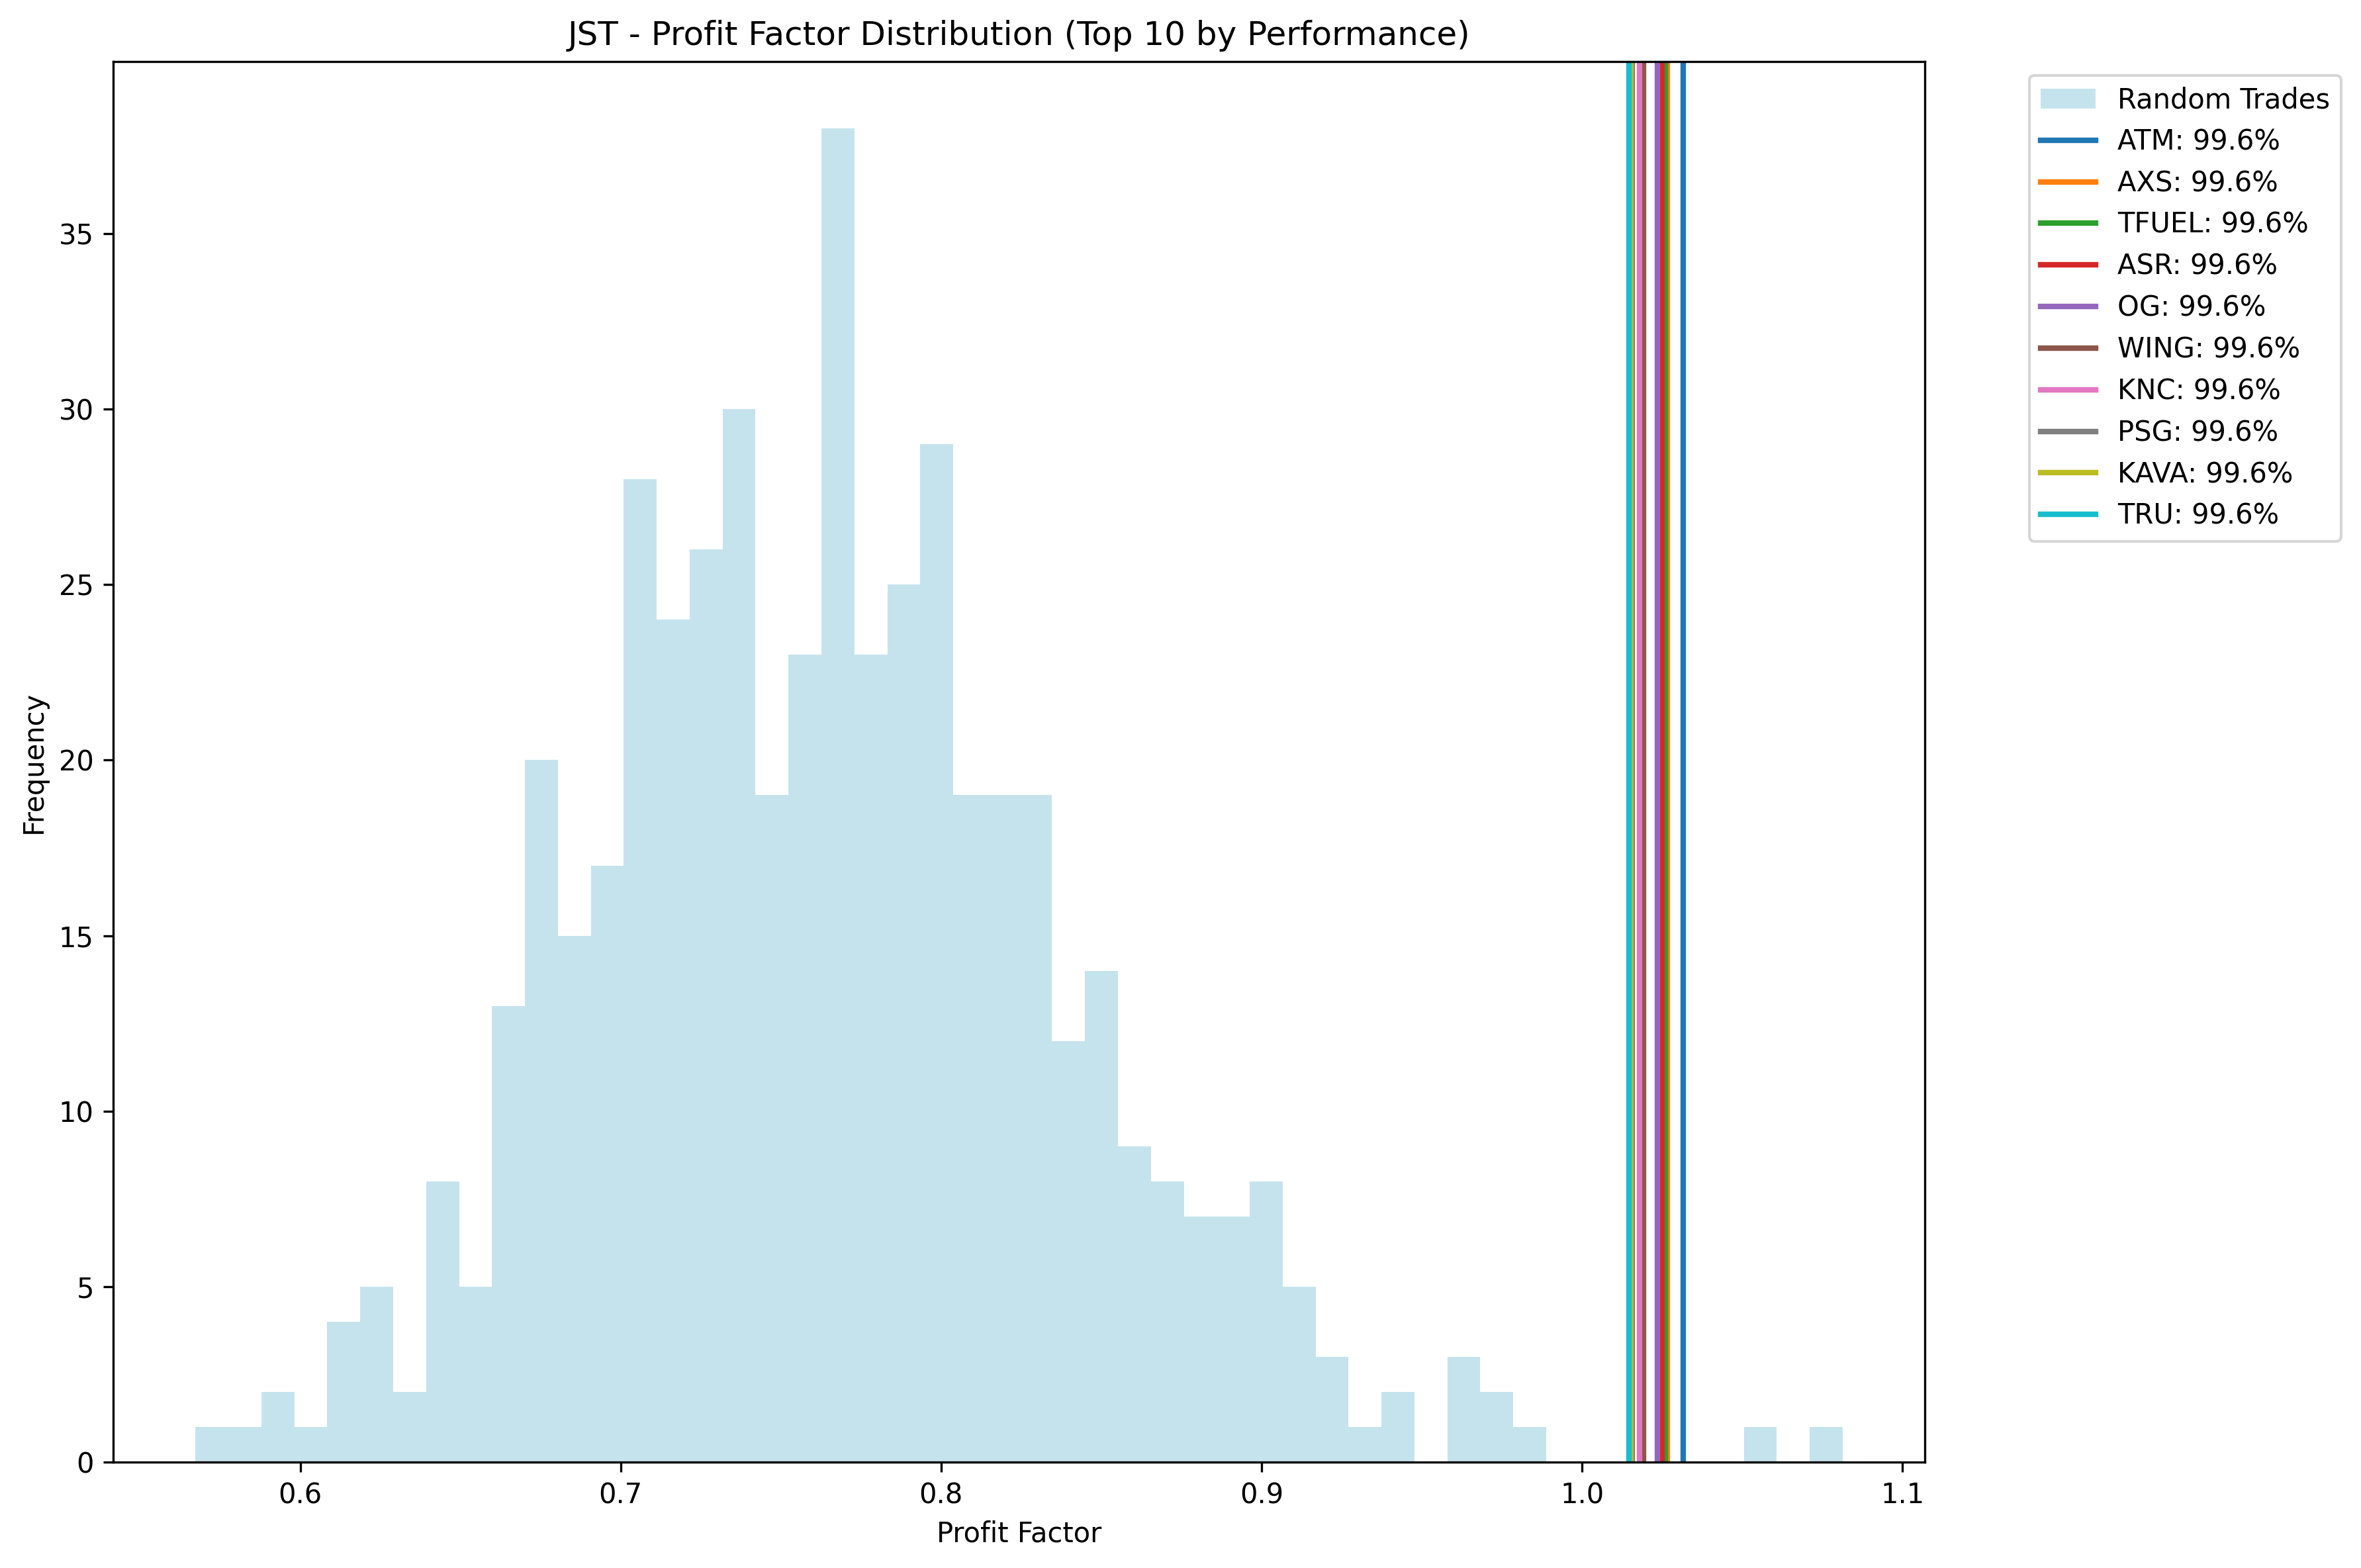 JST - Profit Factor Distribution (Top 10 by Performance)
Random Trades
ATM: 99.6%
AXS: 99.6%
TFUEL: 99.6%
ASR: 99.6%
OG: 99.6%
WING: 99.6%
KNC: 99.6%
PSG: 99.6%
KAVA: 99.6%
TRU: 99.6%
Frequency
35
30
25
20
15
10
5
0
0.6 0.7 0.8 0.9 1.0 1.1
Profit Factor